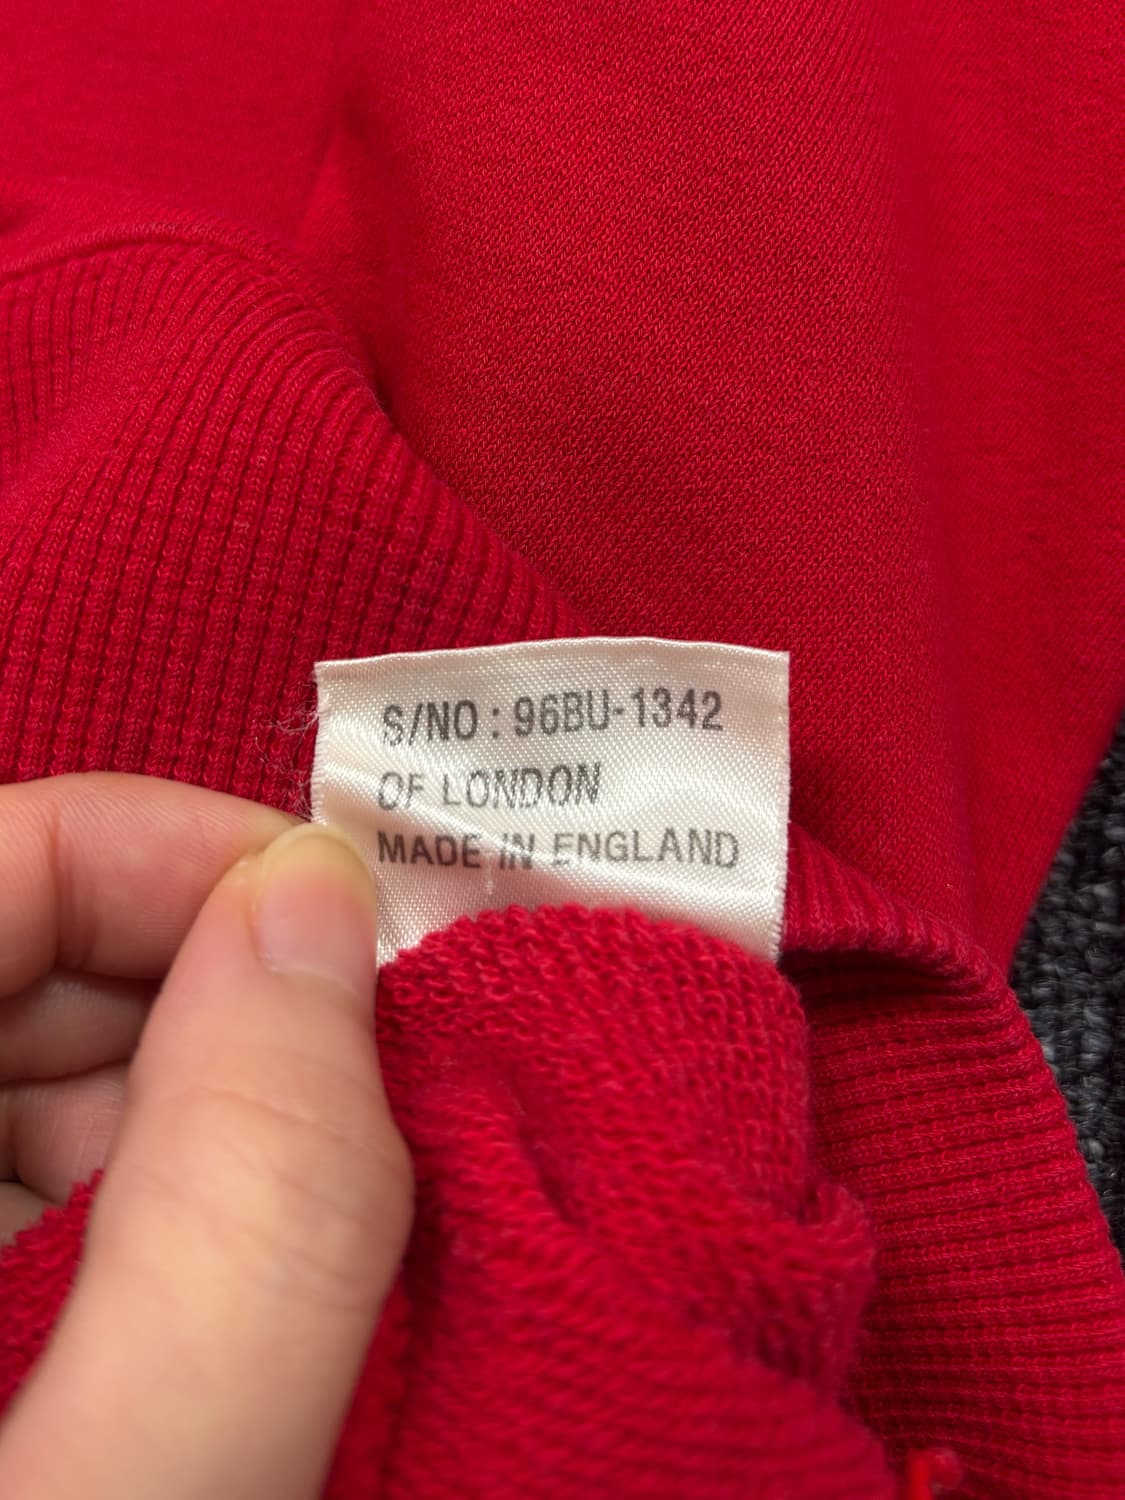 S/NO : 96BU-1342
OF LONDON
MADE IN ENGLAND